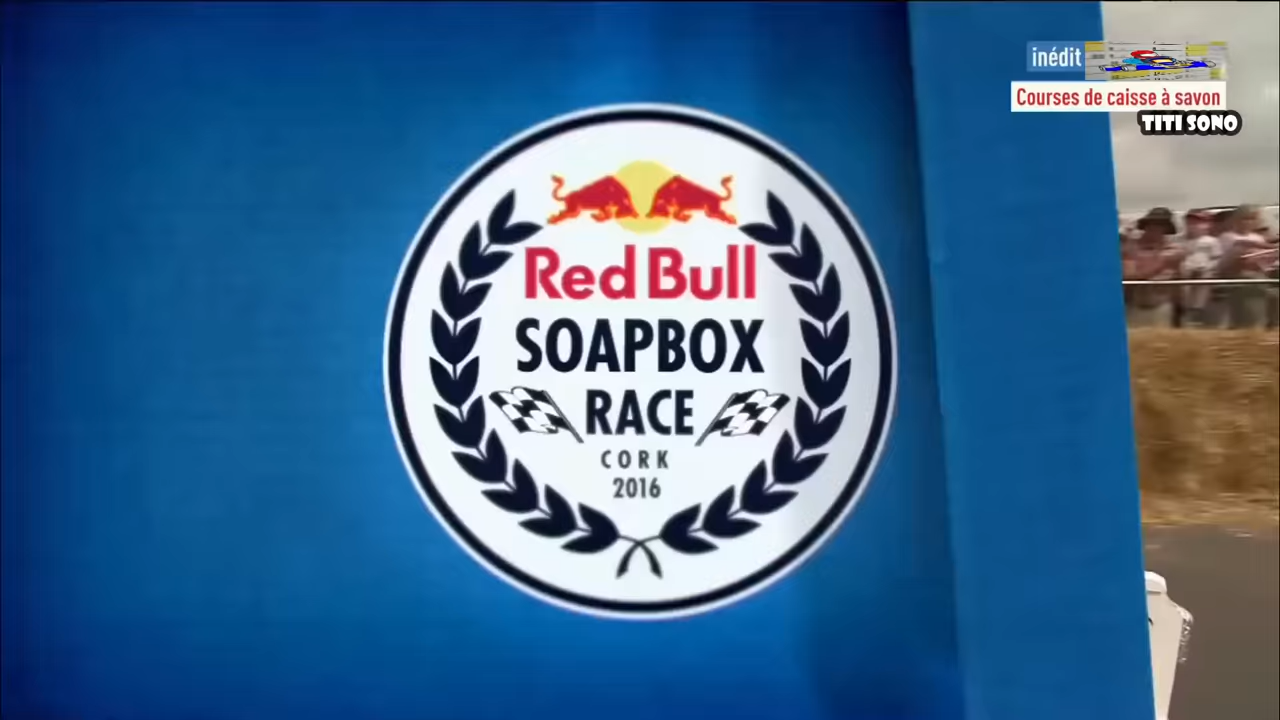 inédit
Courses de caisse à savon
TITI SONO
Red Bull
SOAPBOX
RACE
CORK
2016